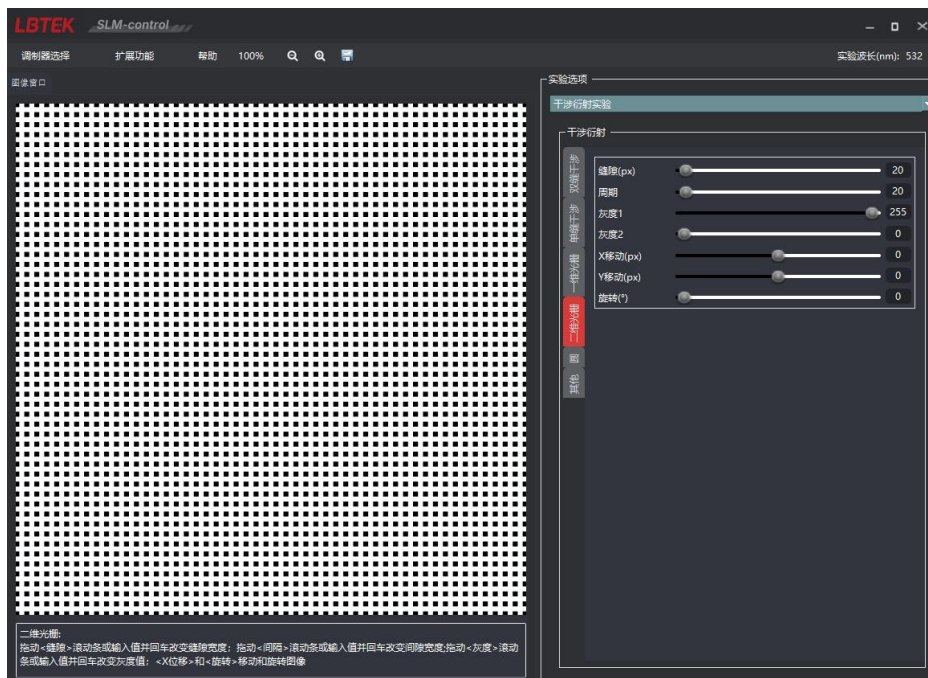 LBTEK SLM-control
调制器选择 扩展功能 帮助 100% 实验波长(nm): 532
图像窗口
实验选项
干涉衍射实验
干涉衍射
双缝干涉
单缝干涉
一维光栅
二维光栅
圆
其他
缝隙(px) 20
周期 20
灰度1 255
灰度2 0
X移动(px) 0
Y移动(px) 0
旋转(°) 0
二维光栅:
拖动<缝隙>滚动条或输入值并回车改变缝隙宽度；拖动<间隔>滚动条或输入值并回车改变间隙宽度;拖动<灰度>滚动
条或输入值并回车改变灰度值；<X位移>和<旋转>移动和旋转图像